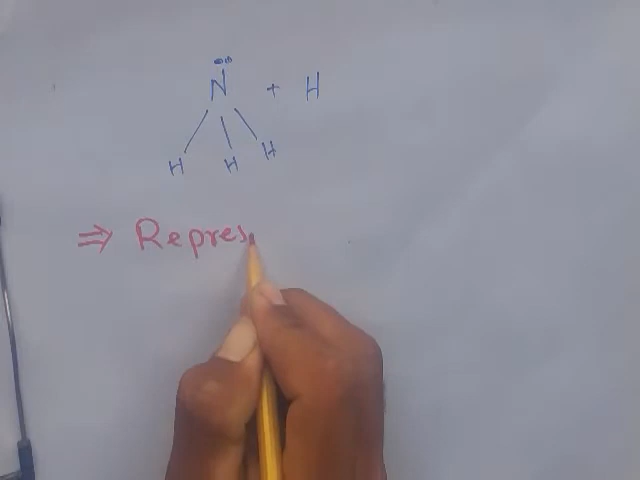 N + H
H H H
⇒ Repres